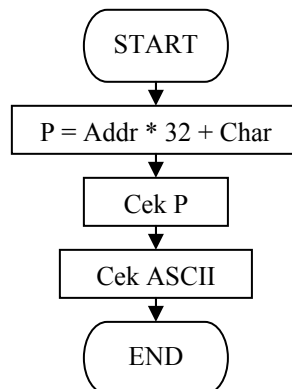 START
P = Addr * 32 + Char
Cek P
Cek ASCII
END